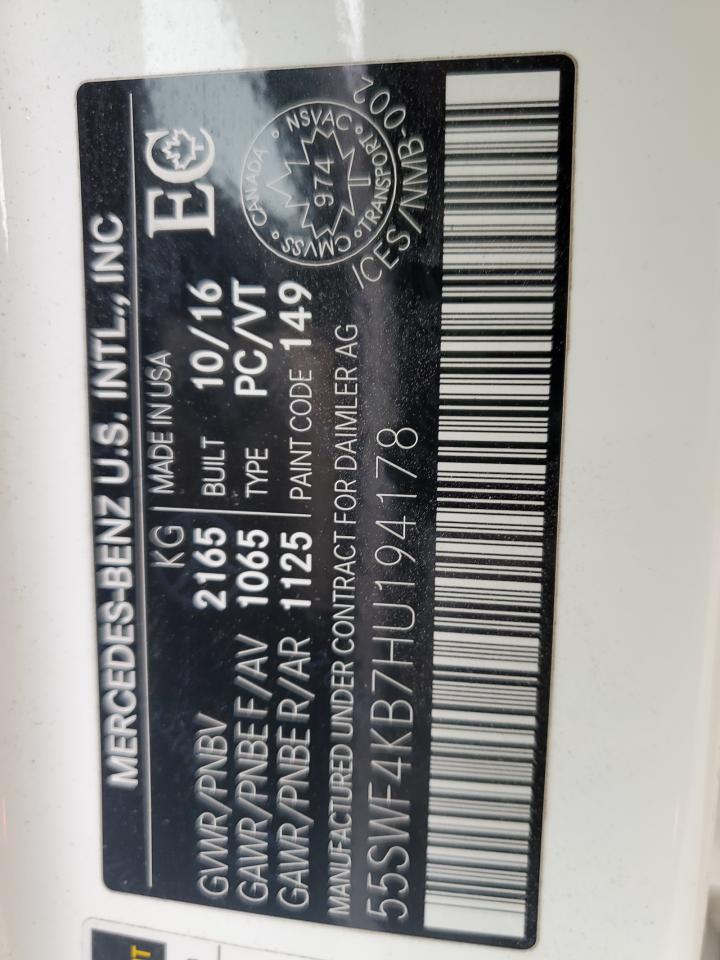 MERCEDES-BENZ U.S. INTL., INC
KG
MADE IN USA
EC
GVWR/PNBV 2165
BUILT 10/16
GAWR/PNBE F/AV 1065
TYPE PC/VT
GAWR/PNBE R/AR 1125
PAINT CODE 149
CANADA • NSVAC • TRANSPORT • CMVSS
974
/CES/NMB-002
MANUFACTURED UNDER CONTRACT FOR DAIMLER AG
55SWF4KB7HU194178